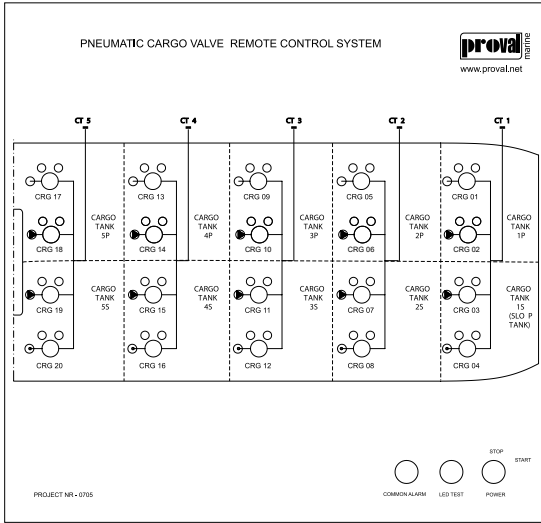 PNEUMATIC CARGO VALVE REMOTE CONTROL SYSTEM
proval
marine
www.proval.net
CT 5
CT 4
CT 3
CT 2
CT 1
CRG 17
CRG 13
CRG 09
CRG 05
CRG 01
CARGO
TANK
5P
CARGO
TANK
4P
CARGO
TANK
3P
CARGO
TANK
2P
CARGO
TANK
1P
CRG 18
CRG 14
CRG 10
CRG 06
CRG 02
CARGO
TANK
5S
CARGO
TANK
4S
CARGO
TANK
3S
CARGO
TANK
2S
CARGO
TANK
1S
(SLO P
TANK)
CRG 19
CRG 15
CRG 11
CRG 07
CRG 03
CRG 20
CRG 16
CRG 12
CRG 08
CRG 04
STOP
START
COMMON ALARM
LED TEST
POWER
PROJECT NR - 0705